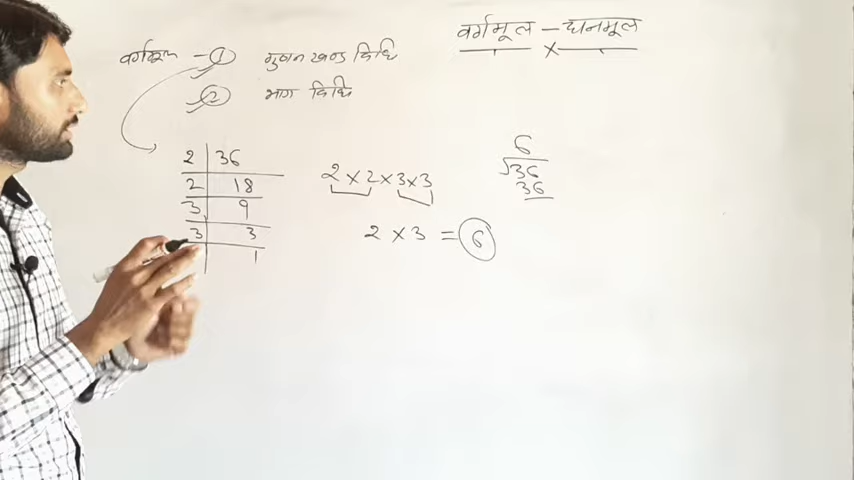 वर्गमूल – घनमूल
×
वर्गमूल – 1 गुणनखण्ड विधि
2 भाग विधि
2 36
2 18
3 9
3 3
1
2 × 2 × 3 × 3
2 × 3 = 6
6
√36
36